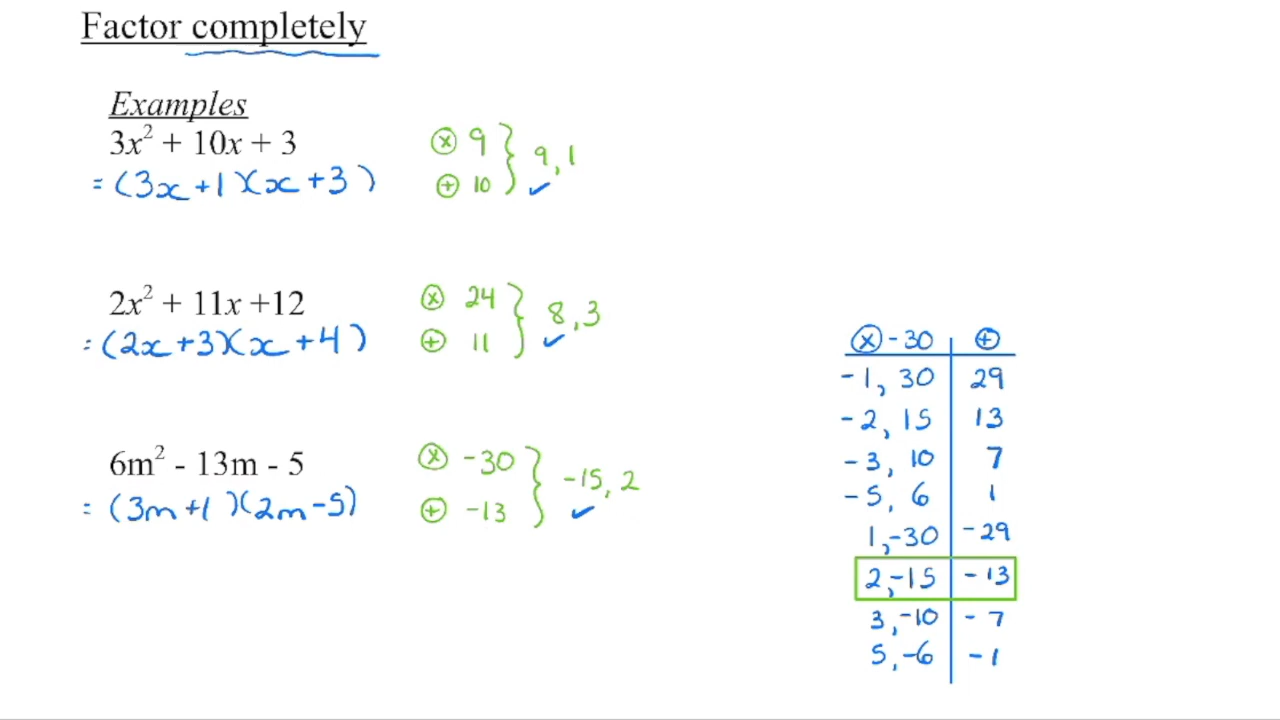 Factor completely
Examples
3x² + 10x + 3
= (3x +1)(x +3)
⊗ 9
⊕ 10
9, 1
2x² + 11x +12
= (2x +3)(x +4)
⊗ 24
⊕ 11
8, 3
6m² - 13m - 5
= (3m +1)(2m -5)
⊗ -30
⊕ -13
-15, 2
⊗ -30 ⊕
-1, 30 29
-2, 15 13
-3, 10 7
-5, 6 1
1, -30 -29
2, -15 -13
3, -10 -7
5, -6 -1